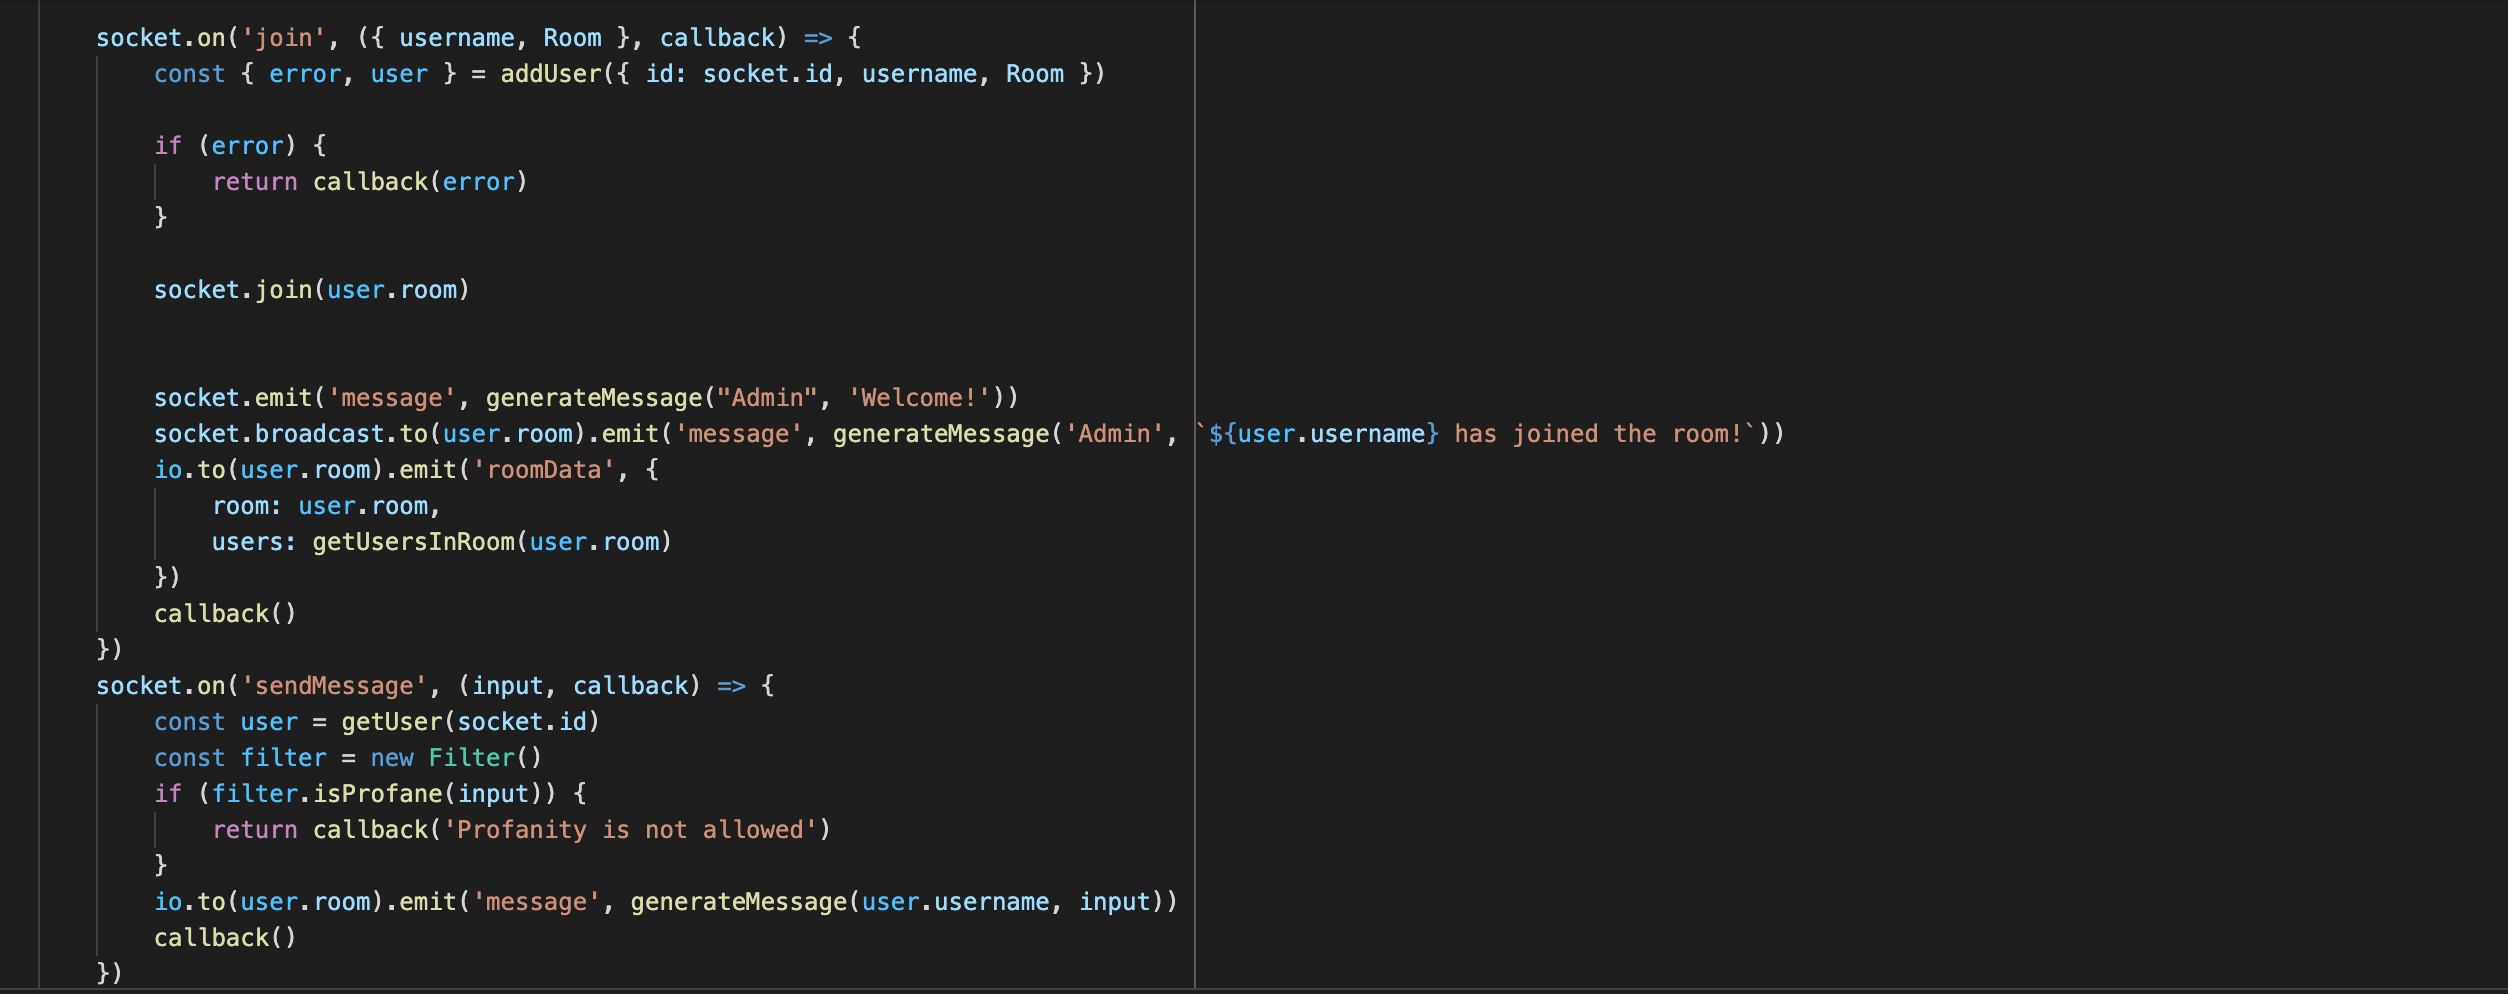 socket.on('join', ({ username, Room }, callback) => {
    const { error, user } = addUser({ id: socket.id, username, Room })
    if (error) {
        return callback(error)
    }
    socket.join(user.room)
    socket.emit('message', generateMessage("Admin", 'Welcome!'))
    socket.broadcast.to(user.room).emit('message', generateMessage('Admin', `${user.username} has joined the room!`))
    io.to(user.room).emit('roomData', {
        room: user.room,
        users: getUsersInRoom(user.room)
    })
    callback()
})
socket.on('sendMessage', (input, callback) => {
    const user = getUser(socket.id)
    const filter = new Filter()
    if (filter.isProfane(input)) {
        return callback('Profanity is not allowed')
    }
    io.to(user.room).emit('message', generateMessage(user.username, input))
    callback()
})